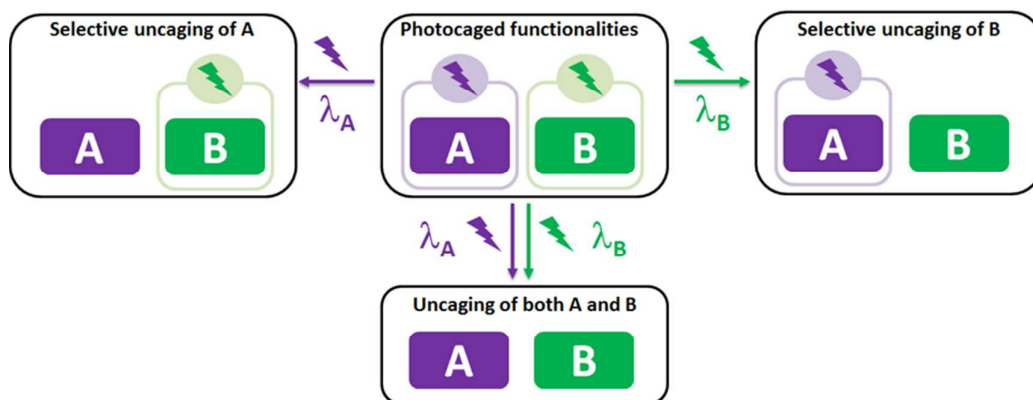 Selective uncaging of A
A
B
λA
Photocaged functionalities
A
B
λB
Selective uncaging of B
A
B
λA
λB
Uncaging of both A and B
A
B